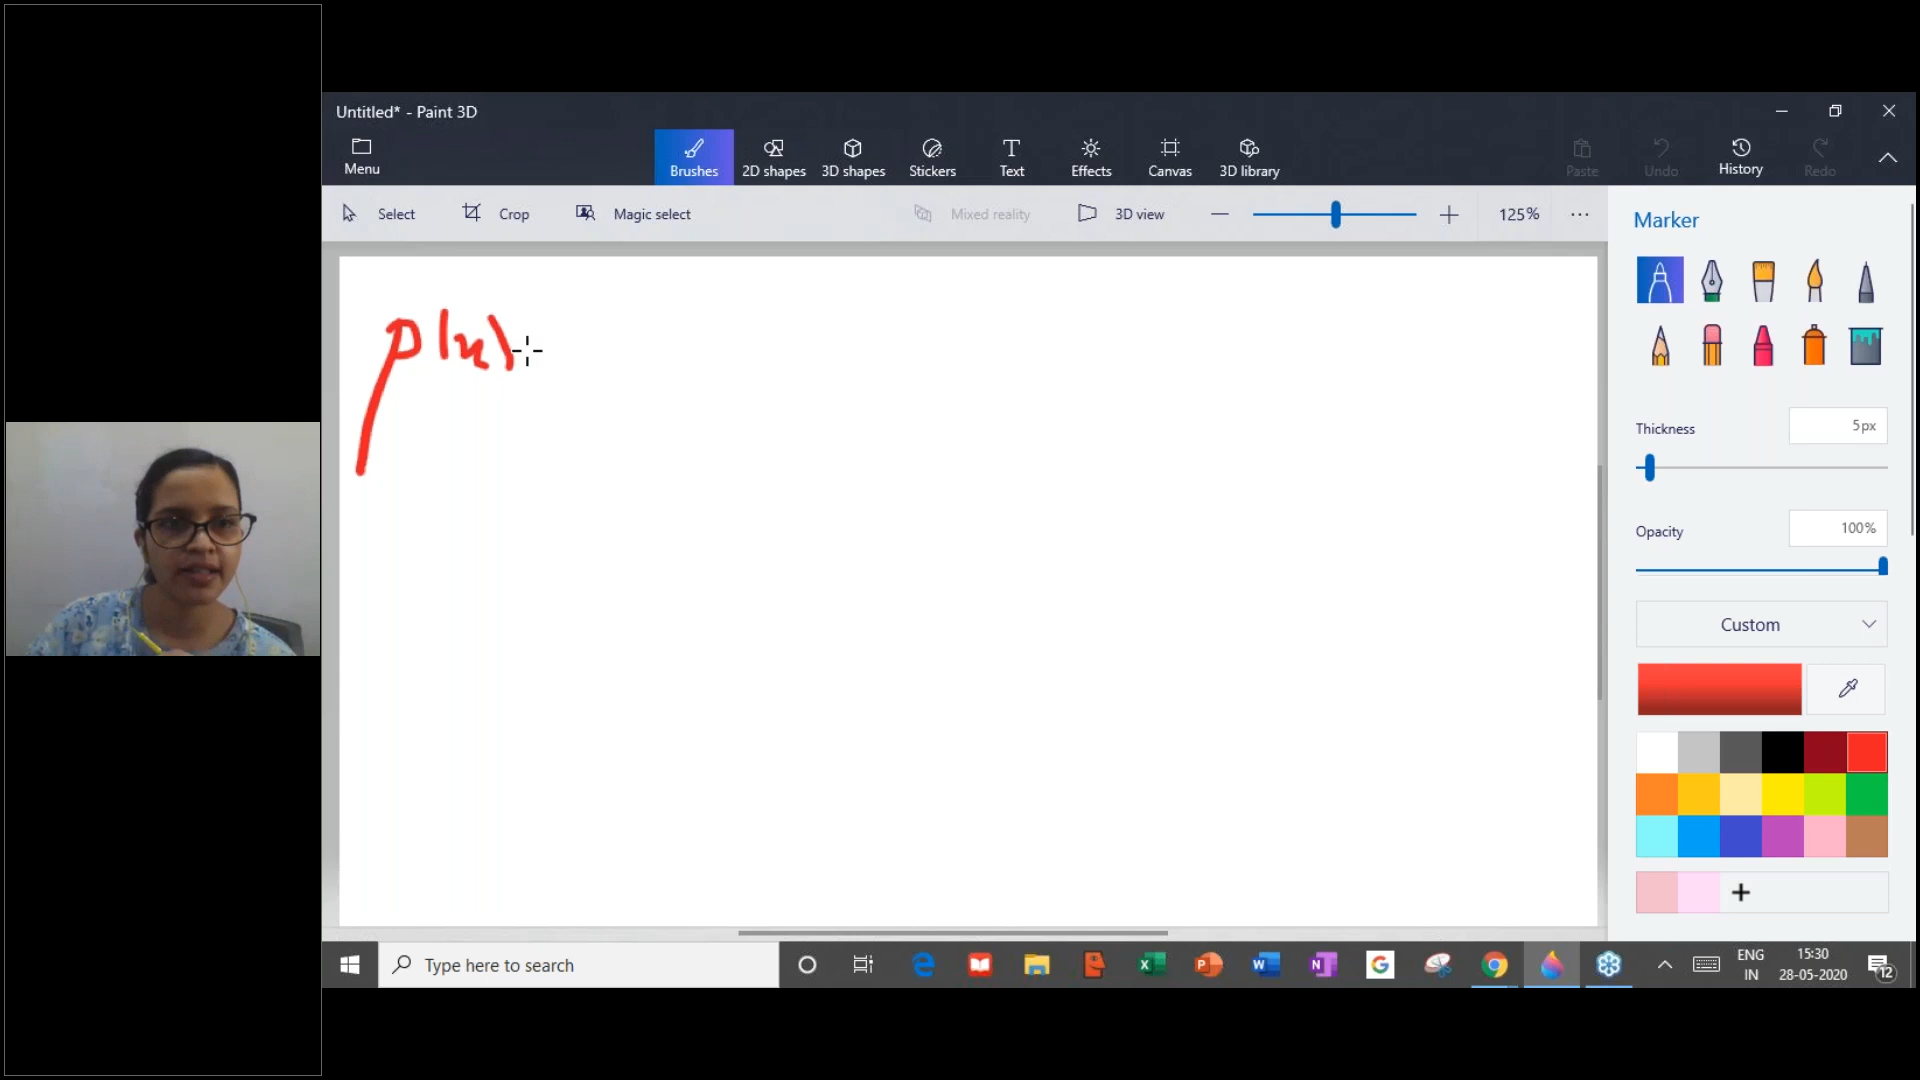 Untitled* - Paint 3D
Menu
Brushes
2D shapes
3D shapes
Stickers
Text
Effects
Canvas
3D library
Paste
Undo
History
Redo
Select
Crop
Magic select
Mixed reality
3D view
125%
Marker
p(x)
Thickness
5px
Opacity
100%
Custom
Type here to search
ENG
IN
15:30
28-05-2020
12